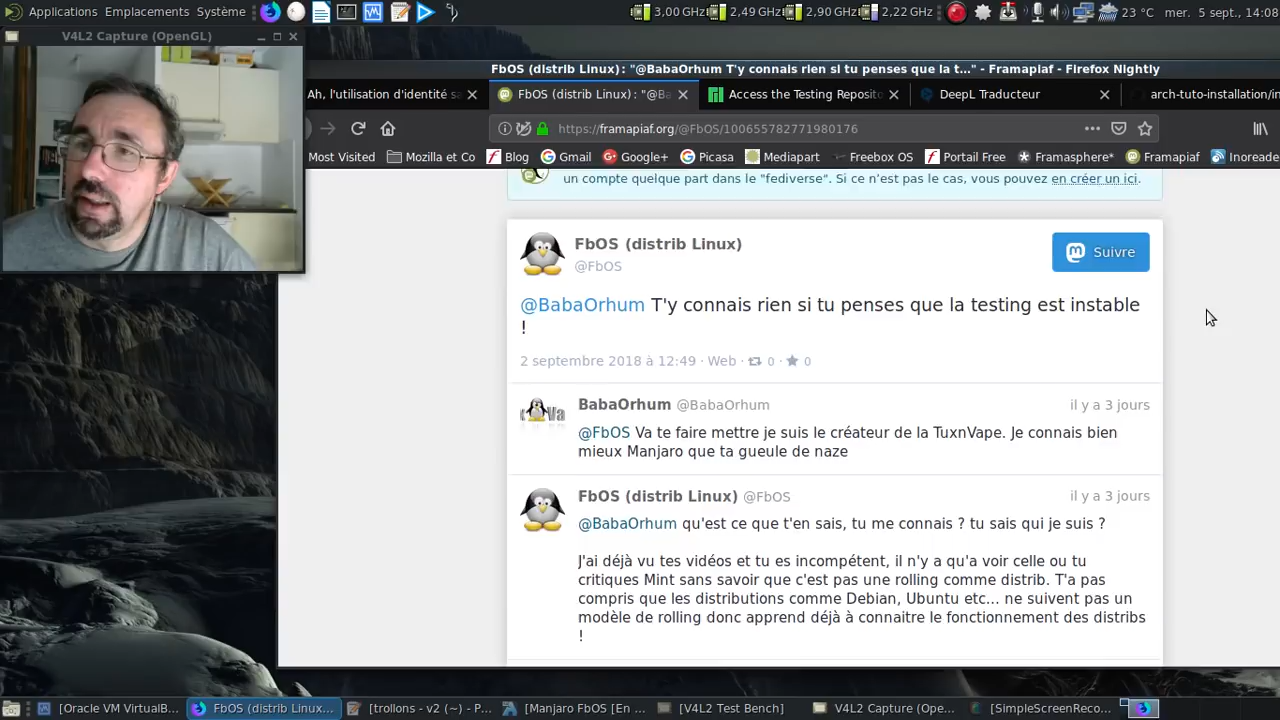 Applications Emplacements Système
3,00 GHz 2,49 GHz 2,90 GHz 2,22 GHz 23 °C mer. 5 sept., 14:08
V4L2 Capture (OpenGL)
FbOS (distrib Linux): "@BabaOrhum T'y connais rien si tu penses que la t…" - Framapiaf - Firefox Nightly
Ah, l'utilisation d'identité sa
FbOS (distrib Linux) : "@Ba
Access the Testing Reposito
DeepL Traducteur
arch-tuto-installation/in
https://framapiaf.org/@FbOS/100655782771980176
Most Visited Mozilla et Co Blog Gmail Google+ Picasa Mediapart Freebox OS Portail Free Framasphere* Framapiaf Inoreade
un compte quelque part dans le "fediverse". Si ce n'est pas le cas, vous pouvez en créer un ici.
FbOS (distrib Linux)
@FbOS
Suivre
@BabaOrhum T'y connais rien si tu penses que la testing est instable
!
2 septembre 2018 à 12:49 · Web · 0 · 0
BabaOrhum @BabaOrhum il y a 3 jours
@FbOS Va te faire mettre je suis le créateur de la TuxnVape. Je connais bien
mieux Manjaro que ta gueule de naze
FbOS (distrib Linux) @FbOS il y a 3 jours
@BabaOrhum qu'est ce que t'en sais, tu me connais ? tu sais qui je suis ?
J'ai déjà vu tes vidéos et tu es incompétent, il n'y a qu'a voir celle ou tu
critiques Mint sans savoir que c'est pas une rolling comme distrib. T'a pas
compris que les distributions comme Debian, Ubuntu etc... ne suivent pas un
modèle de rolling donc apprend déjà à connaitre le fonctionnement des distribs
!
[Oracle VM VirtualB... FbOS (distrib Linux... [trollons - v2 (~) - P... [Manjaro FbOS [En ... [V4L2 Test Bench] V4L2 Capture (Ope... [SimpleScreenReco...